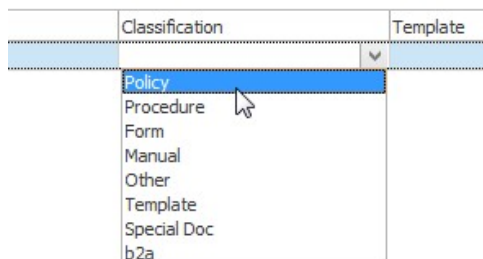 Classification Template
Policy
Procedure
Form
Manual
Other
Template
Special Doc
b2a